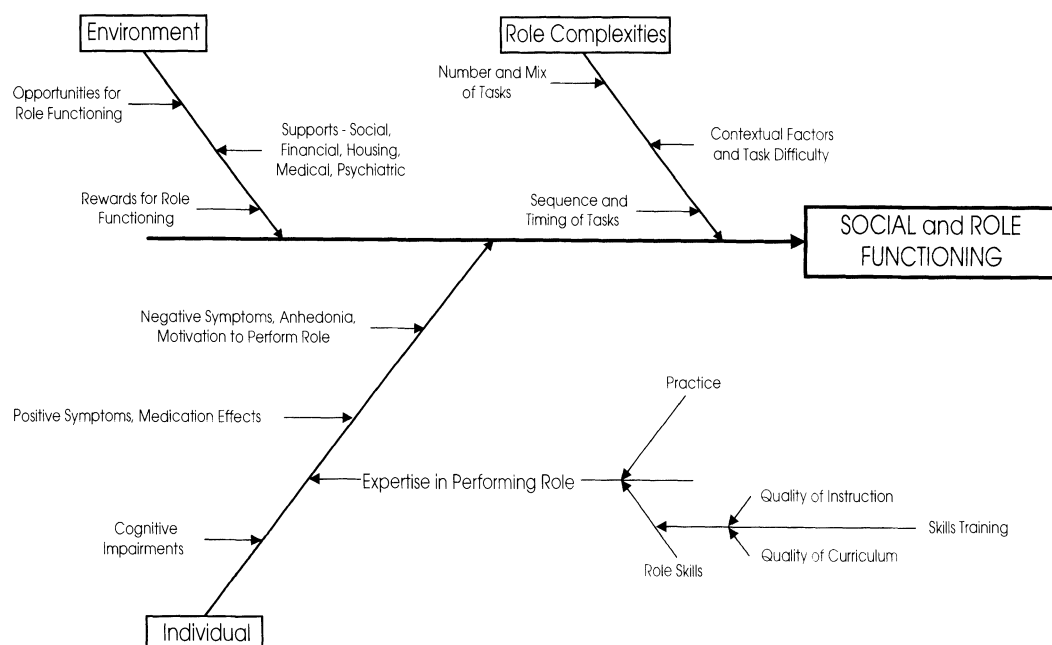 Environment
Role Complexities
Opportunities for
Role Functioning
Number and Mix
of Tasks
Supports - Social,
Financial, Housing,
Medical, Psychiatric
Contextual Factors
and Task Difficulty
Rewards for Role
Functioning
Sequence and
Timing of Tasks
SOCIAL and ROLE
FUNCTIONING
Negative Symptoms, Anhedonia,
Motivation to Perform Role
Practice
Positive Symptoms, Medication Effects
Expertise in Performing Role
Quality of Instruction
Cognitive
Impairments
Skills Training
Quality of Curriculum
Role Skills
Individual